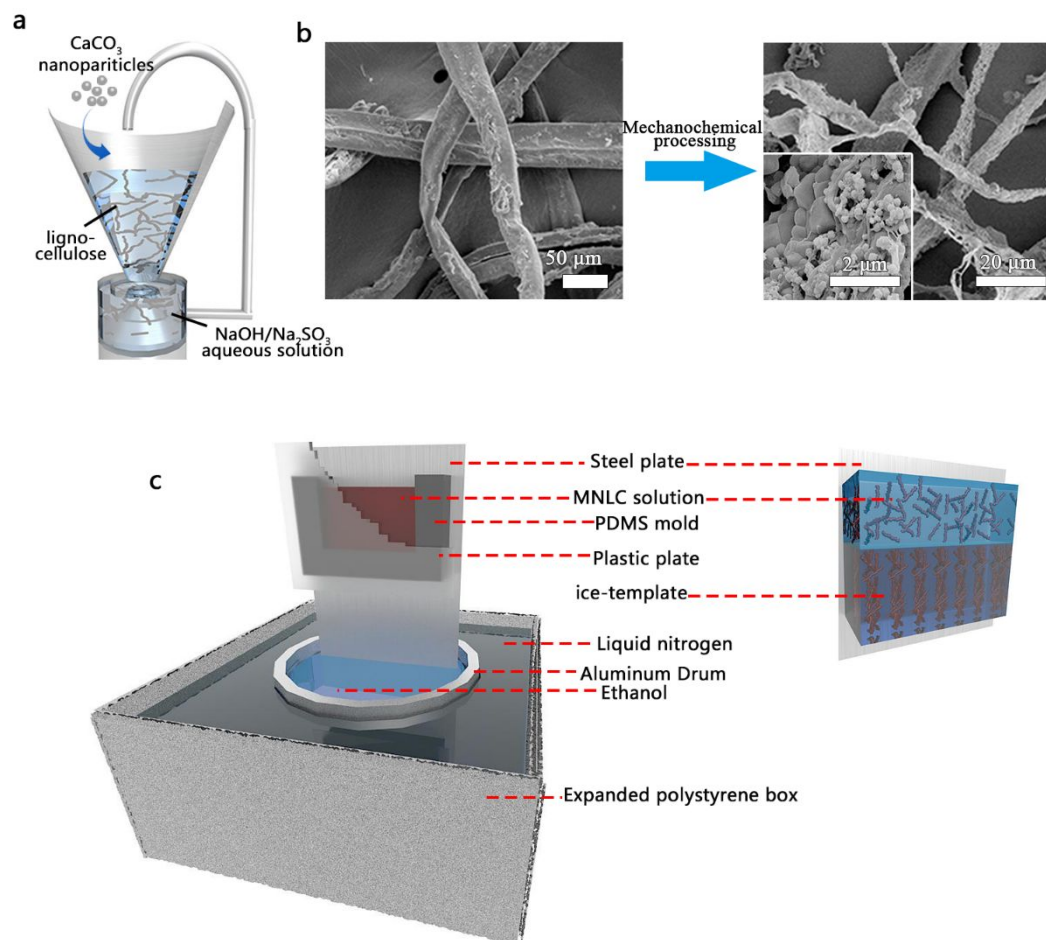 a
CaCO₃
nanopariticles
ligno-
cellulose
NaOH/Na₂SO₃
aqueous solution
b
50 μm
Mechanochemical
processing
2 μm
20 μm
c
Steel plate
MNLC solution
PDMS mold
Plastic plate
ice-template
Liquid nitrogen
Aluminum Drum
Ethanol
Expanded polystyrene box